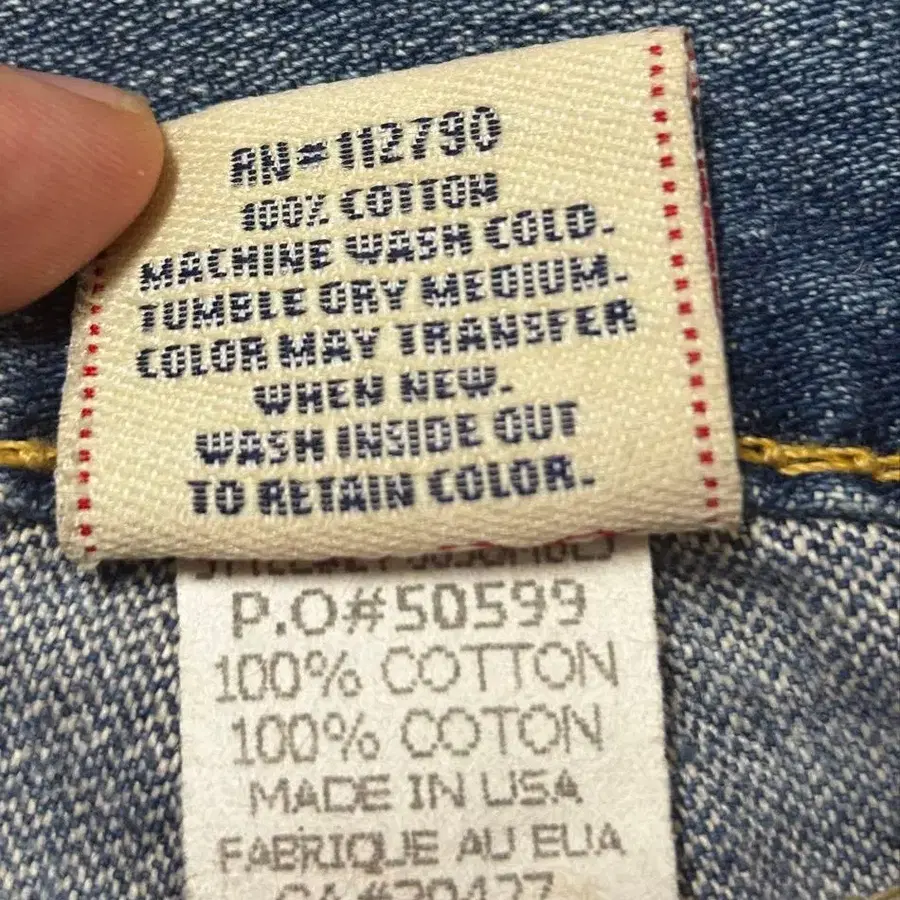 RN#112790
100% COTTON
MACHINE WASH COLD.
TUMBLE DRY MEDIUM.
COLOR MAY TRANSFER
WHEN NEW.
WASH INSIDE OUT
TO RETAIN COLOR.
P.O#50599
100% COTTON
100% COTON
MADE IN USA
FABRIQUE AU EUA